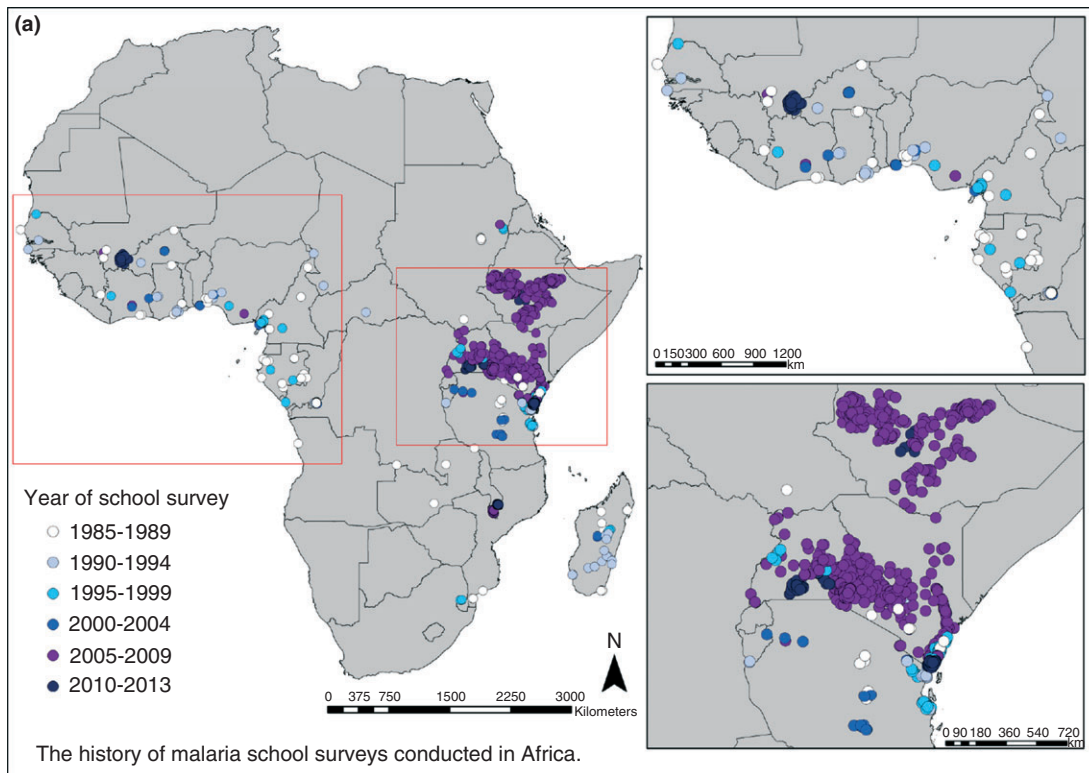 (a)
Year of school survey
1985-1989
1990-1994
1995-1999
2000-2004
2005-2009
2010-2013
N
0 375 750 1500 2250 3000
Kilometers
The history of malaria school surveys conducted in Africa.
0 150300 600 900 1200
km
0 90 180 360 540 720
km